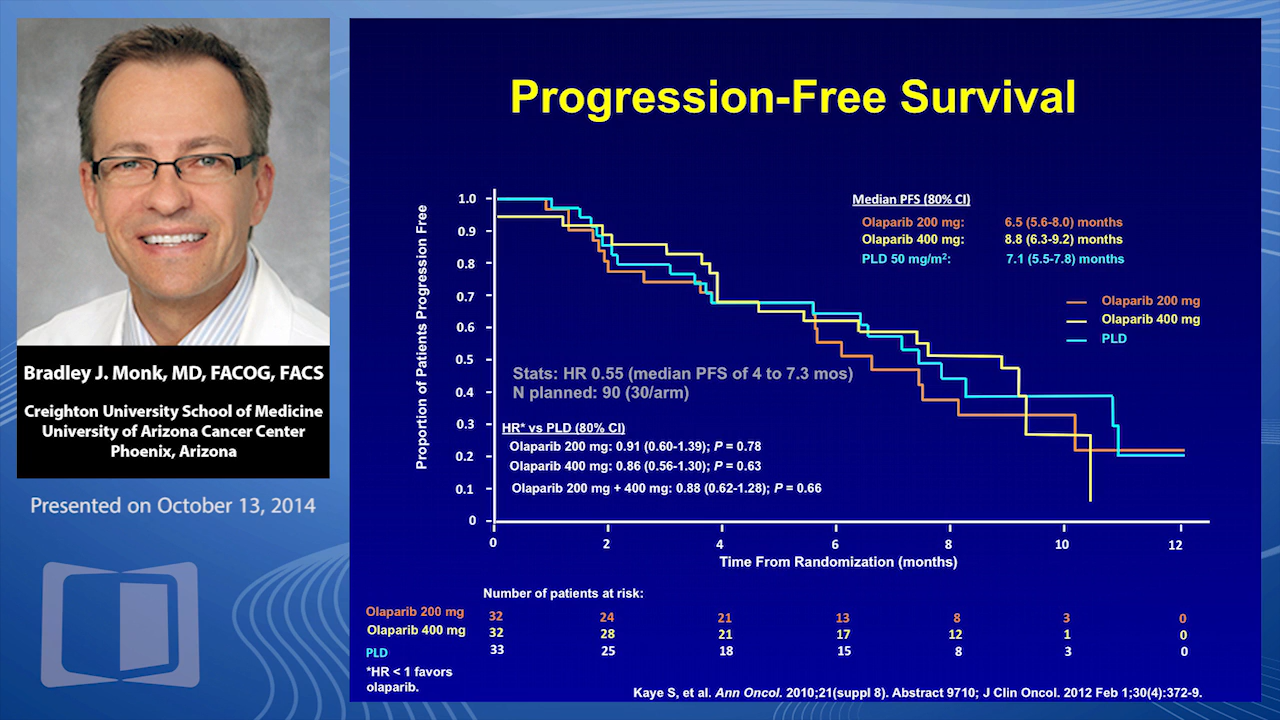 Bradley J. Monk, MD, FACOG, FACS
Creighton University School of Medicine
University of Arizona Cancer Center
Phoenix, Arizona
Presented on October 13, 2014
Progression-Free Survival
Proportion of Patients Progression Free
1.0
0.9
0.8
0.7
0.6
0.5
0.4
0.3
0.2
0.1
0
Median PFS (80% CI)
Olaparib 200 mg: 6.5 (5.6-8.0) months
Olaparib 400 mg: 8.8 (6.3-9.2) months
PLD 50 mg/m²: 7.1 (5.5-7.8) months
Olaparib 200 mg
Olaparib 400 mg
PLD
Stats: HR 0.55 (median PFS of 4 to 7.3 mos)
N planned: 90 (30/arm)
HR* vs PLD (80% CI)
Olaparib 200 mg: 0.91 (0.60-1.39); P = 0.78
Olaparib 400 mg: 0.86 (0.56-1.30); P = 0.63
Olaparib 200 mg + 400 mg: 0.88 (0.62-1.28); P = 0.66
0 2 4 6 8 10 12
Time From Randomization (months)
Number of patients at risk:
Olaparib 200 mg 32 24 21 13 8 3 0
Olaparib 400 mg 32 28 21 17 12 1 0
PLD 33 25 18 15 8 3 0
*HR < 1 favors
olaparib.
Kaye S, et al. Ann Oncol. 2010;21(suppl 8). Abstract 9710; J Clin Oncol. 2012 Feb 1;30(4):372-9.